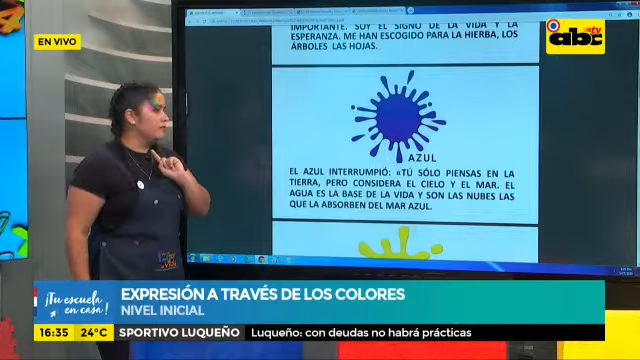 EN VIVO
abc tv
IMPORTANTE. SOY EL SIGNO DE LA VIDA Y LA
ESPERANZA. ME HAN ESCOGIDO PARA LA HIERBA, LOS
ÁRBOLES LAS HOJAS.
AZUL
EL AZUL INTERRUMPIÓ: «TÚ SÓLO PIENSAS EN LA
TIERRA, PERO CONSIDERA EL CIELO Y EL MAR. EL
AGUA ES LA BASE DE LA VIDA Y SON LAS NUBES LAS
QUE LA ABSORBEN DEL MAR AZUL.
¡Tu escuela
en casa!
EXPRESIÓN A TRAVÉS DE LOS COLORES
NIVEL INICIAL
16:35 24°C SPORTIVO LUQUEÑO Luqueño: con deudas no habrá prácticas